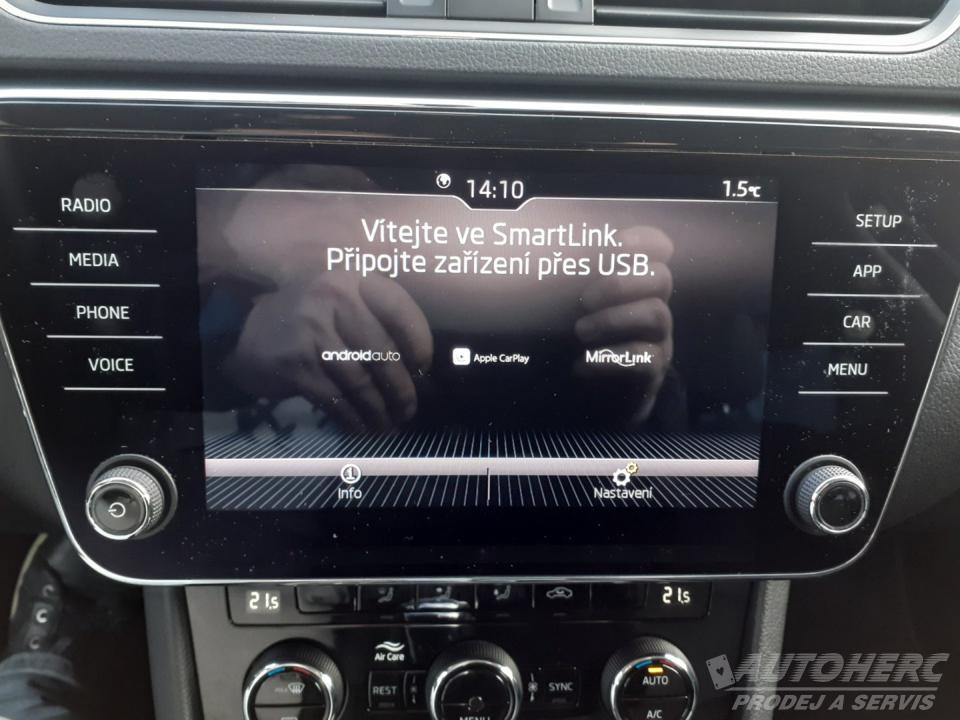 14:10
1.5°C
RADIO
MEDIA
PHONE
VOICE
Vítejte ve SmartLink.
Připojte zařízení přes USB.
androidauto
Apple CarPlay
MirrorLink
Info
Nastavení
SETUP
APP
CAR
MENU
21.5
21.5
Air Care
REST
MENU
SYNC
AUTO
A/C
AUTOHERC
PRODEJ A SERVIS